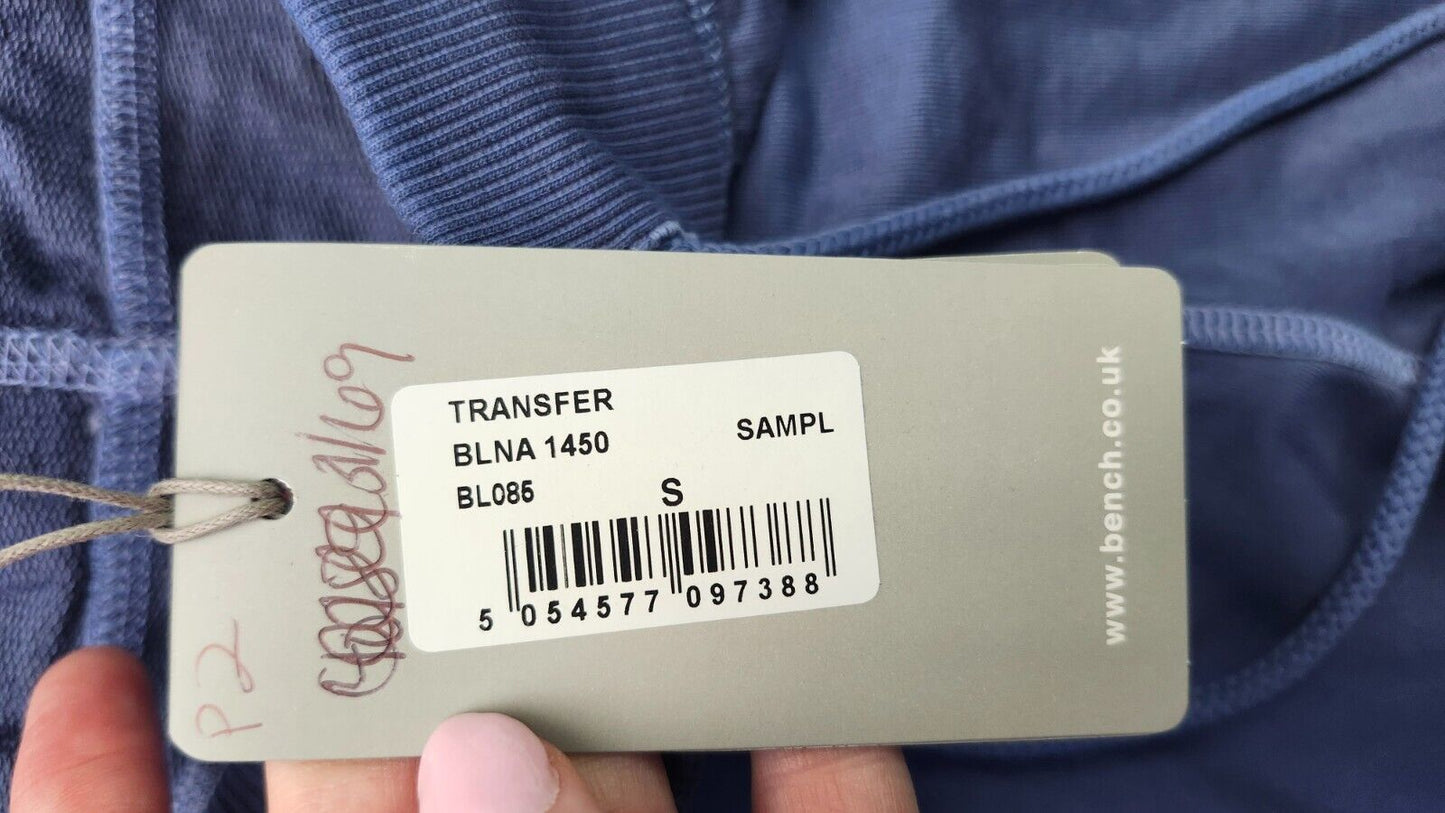 TRANSFER
BLNA 1450
SAMPL
BL085
S
5 054577 097388
www.bench.co.uk
P2